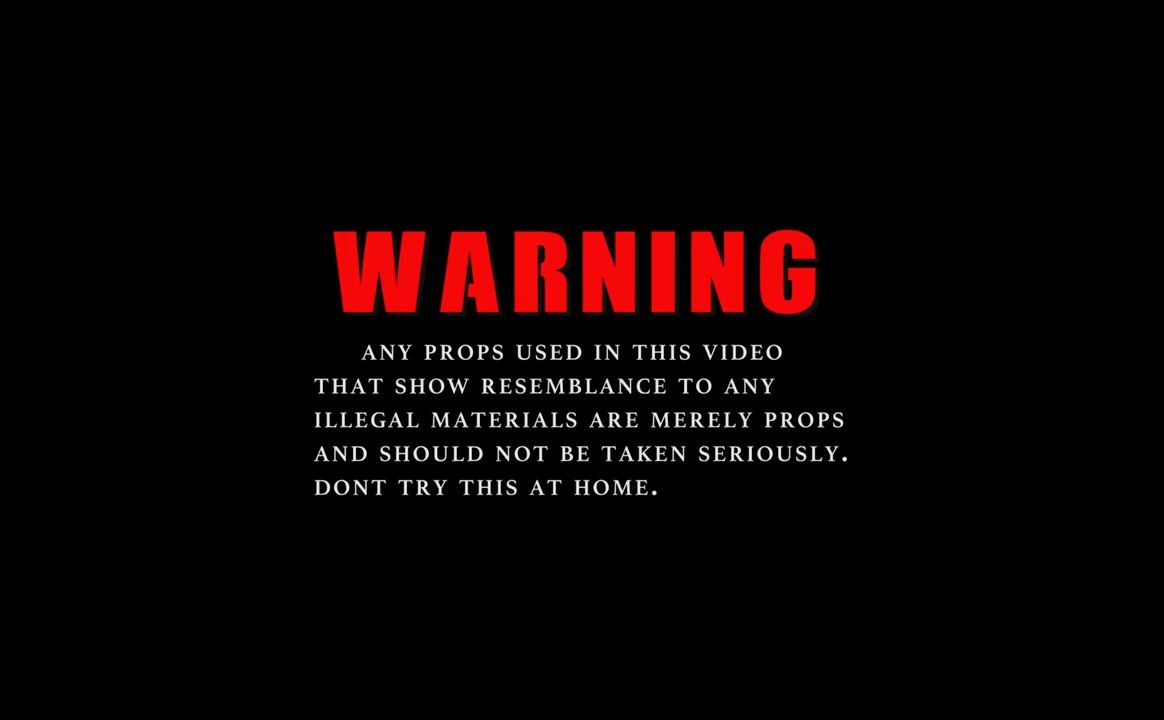 WARNING
ANY PROPS USED IN THIS VIDEO
THAT SHOW RESEMBLANCE TO ANY
ILLEGAL MATERIALS ARE MERELY PROPS
AND SHOULD NOT BE TAKEN SERIOUSLY.
DONT TRY THIS AT HOME.